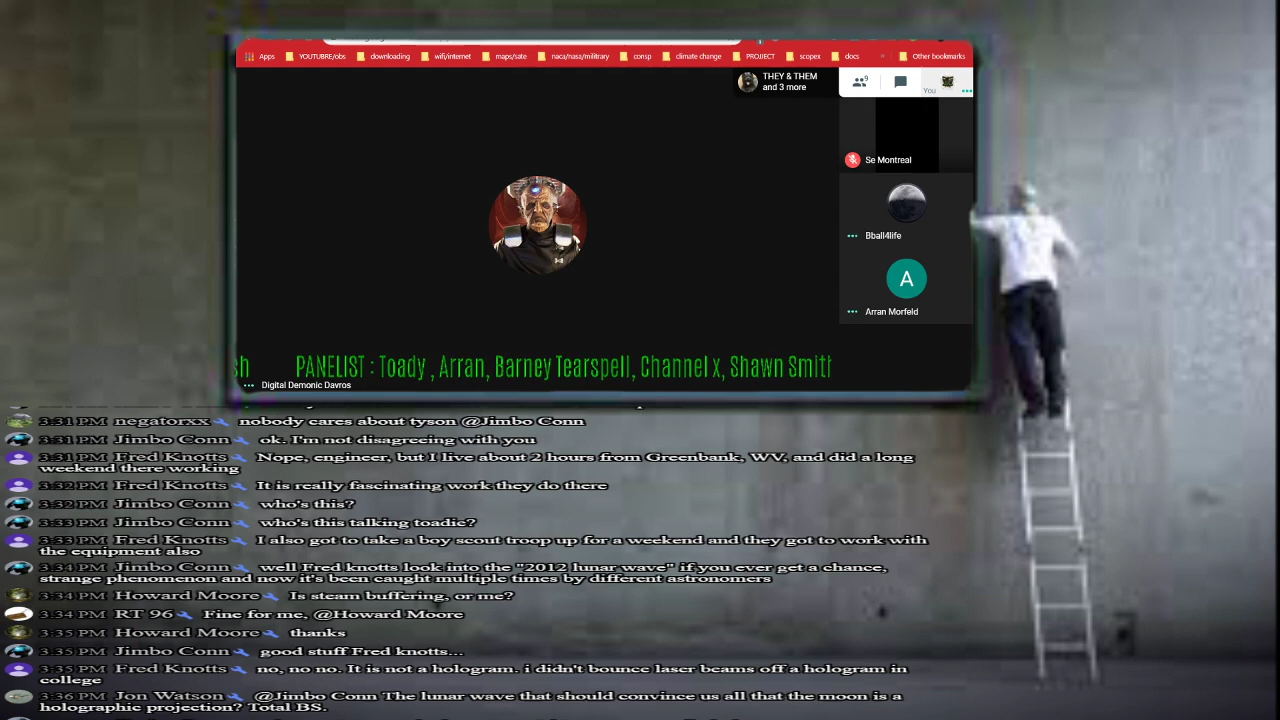 Apps YOUTUBRE/obs downloading wifi/internet maps/sate naca/nasa/militrary consp climate change PROJJECT scopex docs Other bookmarks
THEY & THEM
and 3 more
9
You
Se Montreal
Bball4life
A
Arran Morfeld
PANELIST : Toady , Arran, Barney Tearspell, Channel x, Shawn Smith
Digital Demonic Davros
3:31 PM negatorxx nobody cares about tyson @Jimbo Conn
3:31 PM Jimbo Conn ok. I'm not disagreeing with you
3:31 PM Fred Knotts Nope, engineer, but I live about 2 hours from Greenbank, WV, and did a long
weekend there working
3:32 PM Fred Knotts It is really fascinating work they do there
3:32 PM Jimbo Conn who's this?
3:33 PM Jimbo Conn who's this talking toadie?
3:33 PM Fred Knotts I also got to take a boy scout troop up for a weekend and they got to work with
the equipment also
3:34 PM Jimbo Conn well Fred knotts look into the "2012 lunar wave" if you ever get a chance,
strange phenomenon and now it's been caught multiple times by different astronomers
3:34 PM Howard Moore Is steam buffering, or me?
3:34 PM RT 96 Fine for me, @Howard Moore
3:35 PM Howard Moore thanks
3:35 PM Jimbo Conn good stuff Fred knotts...
3:35 PM Fred Knotts no, no no. It is not a hologram. i didn't bounce laser beams off a hologram in
college
3:36 PM Jon Watson @Jimbo Conn The lunar wave that should convince us all that the moon is a
holographic projection? Total BS.